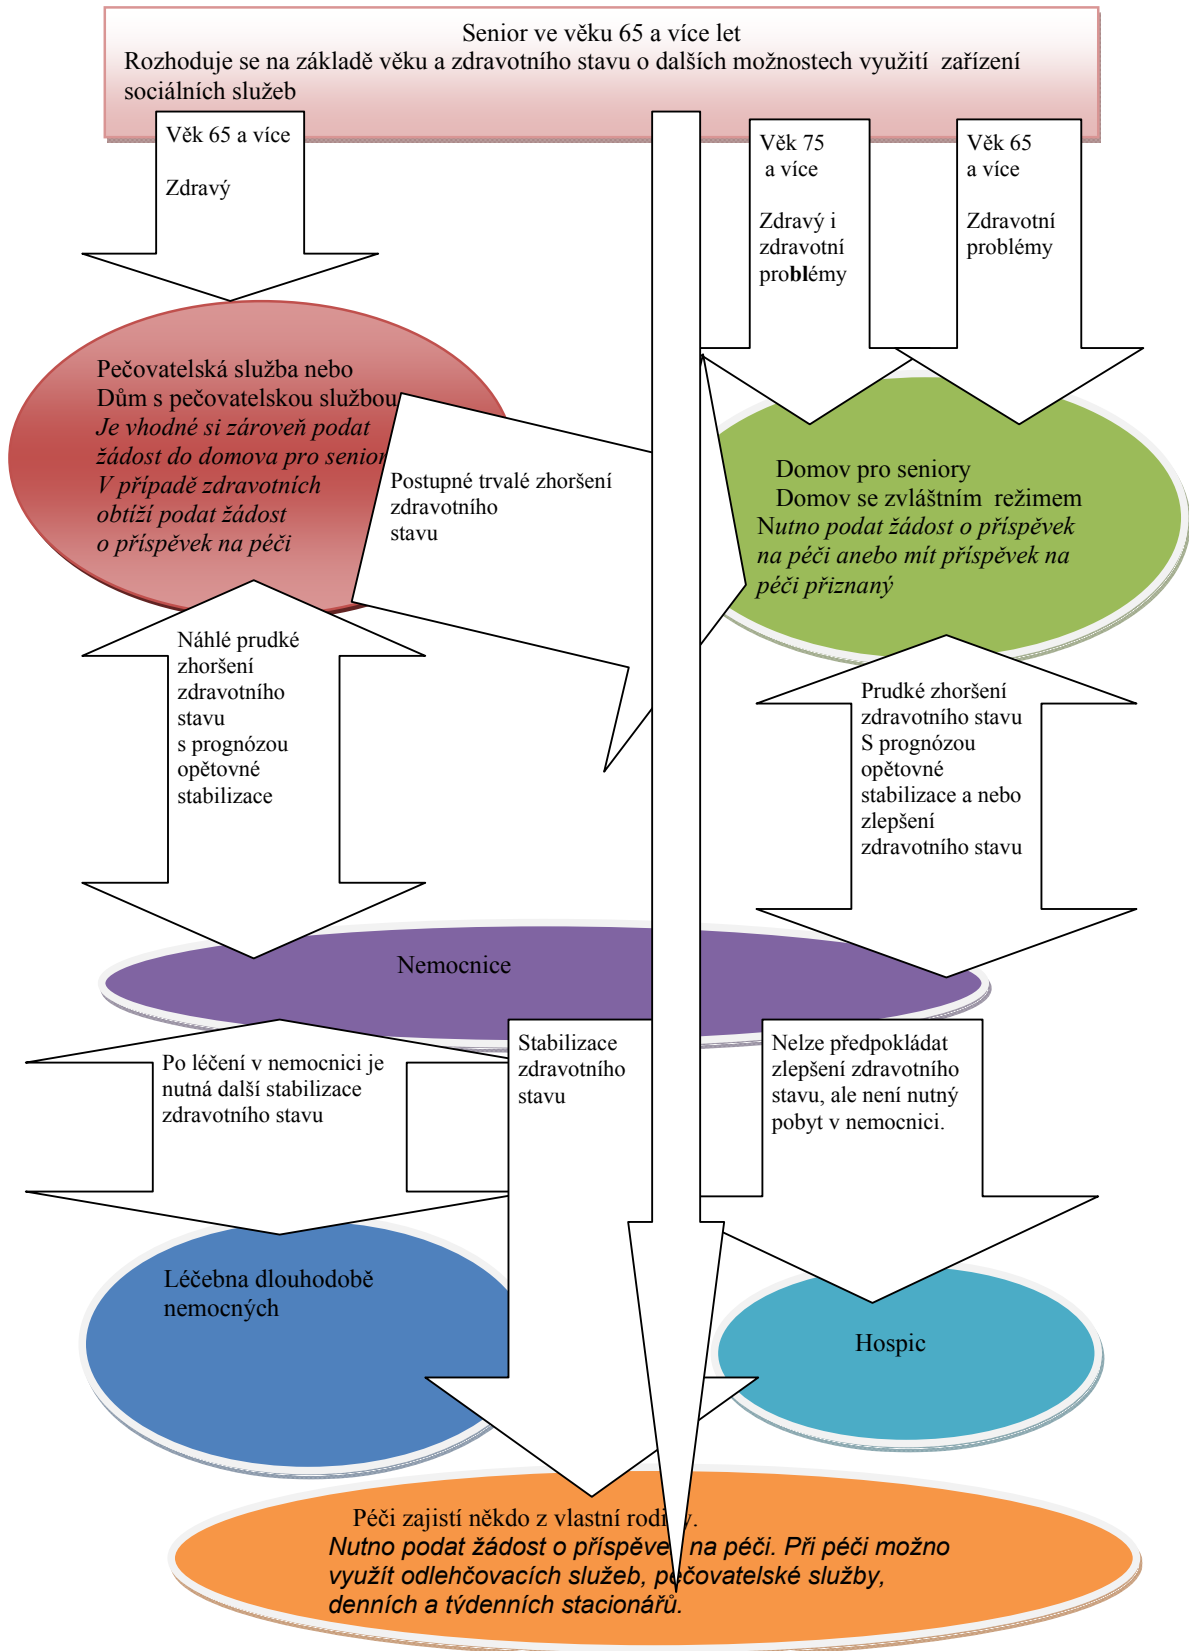 Senior ve věku 65 a více let
Rozhoduje se na základě věku a zdravotního stavu o dalších možnostech využití  zařízení
sociálních služeb
Věk 65 a více
Zdravý
Věk 75
a více
Zdravý i
zdravotní
problémy
Věk 65
a více
Zdravotní
problémy
Pečovatelská služba nebo
Dům s pečovatelskou službou
Je vhodné si zároveň podat
žádost do domova pro senior
V případě zdravotních
obtíží podat žádost
o příspěvek na péči
Postupné trvalé zhoršení
zdravotního
stavu
Domov pro seniory
Domov se zvláštním  režimem
Nutno podat žádost o příspěvek
na péči anebo mít příspěvek na
péči přiznaný
Náhlé prudké
zhoršení
zdravotního
stavu
s prognózou
opětovné
stabilizace
Prudké zhoršení
zdravotního stavu
S prognózou
opětovné
stabilizace a nebo
zlepšení
zdravotního stavu
Nemocnice
Po léčení v nemocnici je
nutná další stabilizace
zdravotního stavu
Stabilizace
zdravotního
stavu
Nelze předpokládat
zlepšení zdravotního
stavu, ale není nutný
pobyt v nemocnici.
Léčebna dlouhodobě
nemocných
Hospic
Péči zajistí někdo z vlastní rodiny.
Nutno podat žádost o příspěvek na péči. Při péči možno
využít odlehčovacích služeb, pečovatelské služby,
denních a týdenních stacionářů.